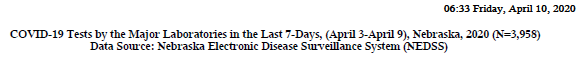 06:33 Friday, April 10, 2020
COVID-19 Tests by the Major Laboratories in the Last 7-Days, (April 3-April 9), Nebraska, 2020 (N=3,958)
Data Source: Nebraska Electronic Disease Surveillance System (NEDSS)